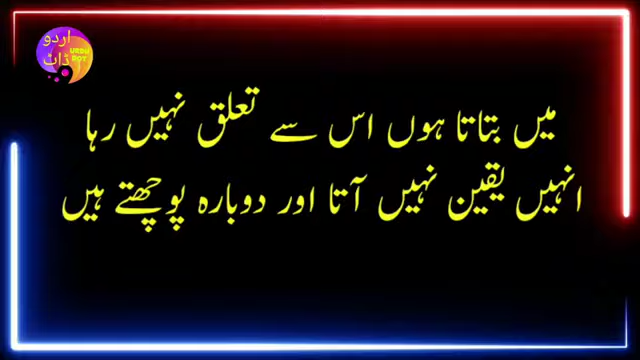 اردو
ڈاٹ
URDU
DOT
میں بتاتا ہوں اس سے تعلق نہیں رہا
انہیں یقین نہیں آتا اور دوبارہ پوچھتے ہیں